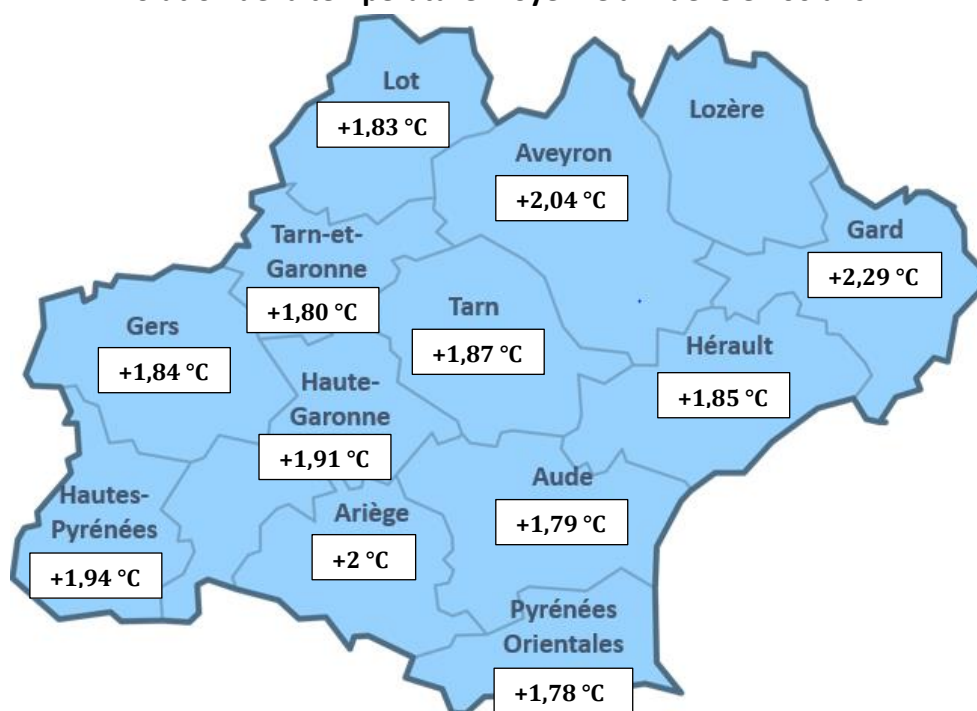 Lot
+1,83 °C
Lozère
Aveyron
+2,04 °C
Gard
+2,29 °C
Tarn-et-
Garonne
+1,80 °C
Tarn
+1,87 °C
Gers
+1,84 °C
Hérault
+1,85 °C
Haute-
Garonne
+1,91 °C
Aude
+1,79 °C
Hautes-
Pyrénées
+1,94 °C
Ariège
+2 °C
Pyrénées
Orientales
+1,78 °C